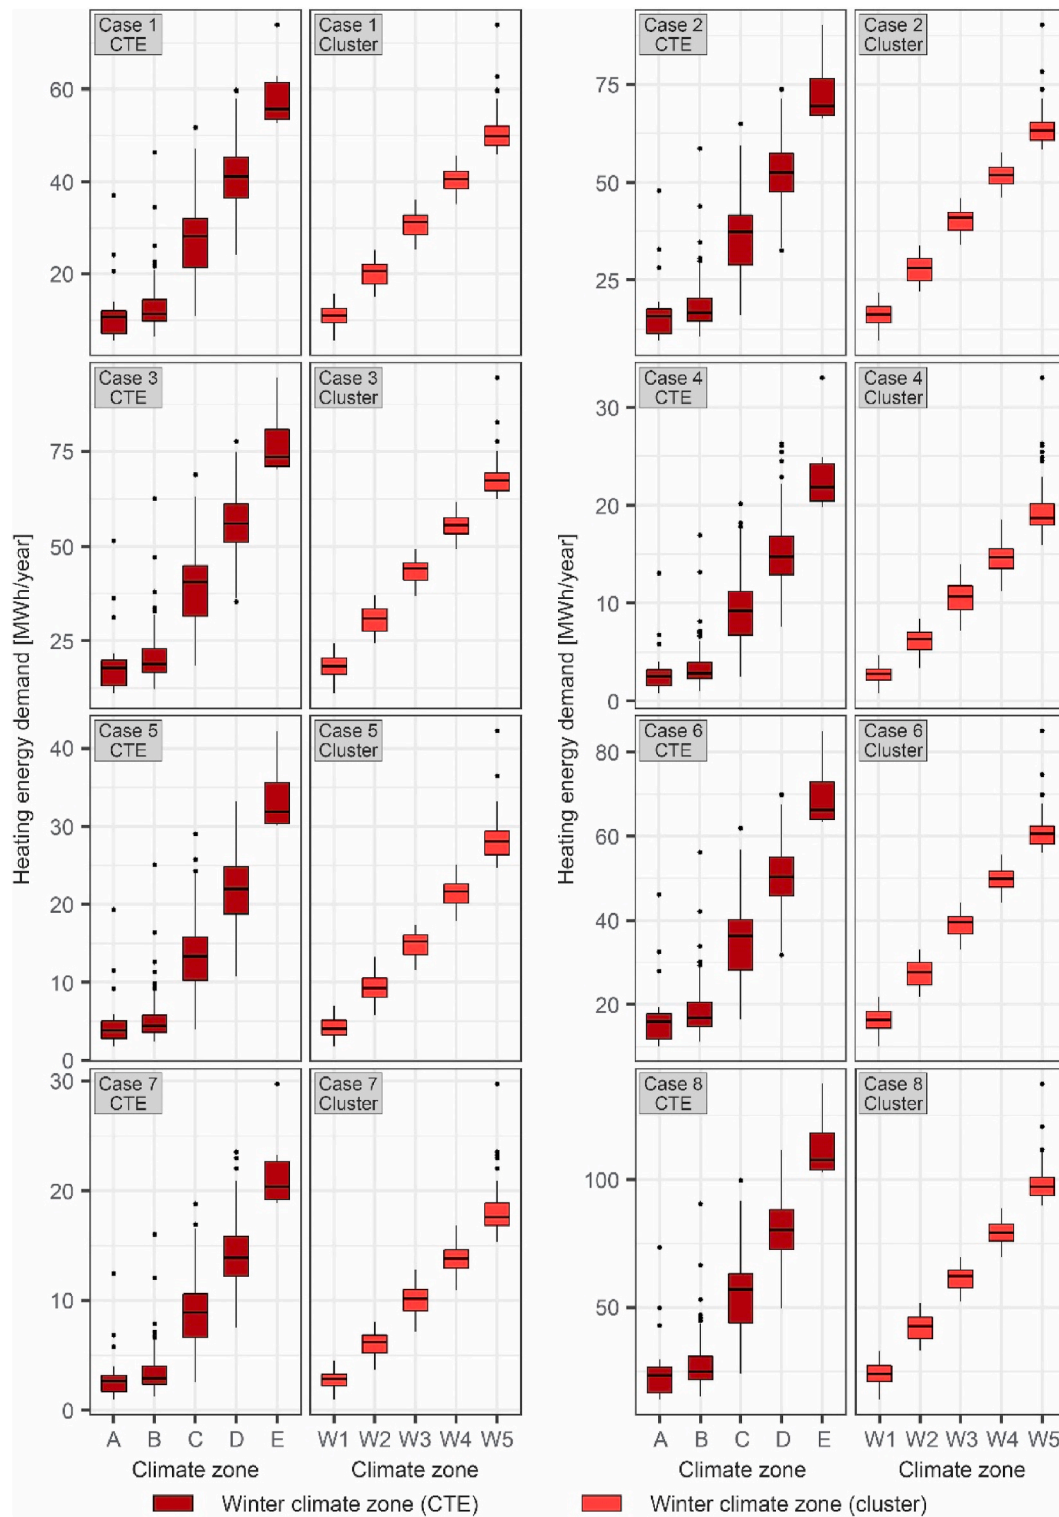 Case 1
CTE
Case 1
Cluster
Case 2
CTE
Case 2
Cluster
60
40
20
75
50
25
Case 3
CTE
Case 3
Cluster
Case 4
CTE
Case 4
Cluster
75
50
25
30
20
10
0
Heating energy demand [MWh/year]
Heating energy demand [MWh/year]
Case 5
CTE
Case 5
Cluster
Case 6
CTE
Case 6
Cluster
40
30
20
10
0
80
60
40
20
Case 7
CTE
Case 7
Cluster
Case 8
CTE
Case 8
Cluster
30
20
10
0
100
50
A B C D E W1 W2 W3 W4 W5 A B C D E W1 W2 W3 W4 W5
Climate zone Climate zone Climate zone Climate zone
Winter climate zone (CTE) Winter climate zone (cluster)